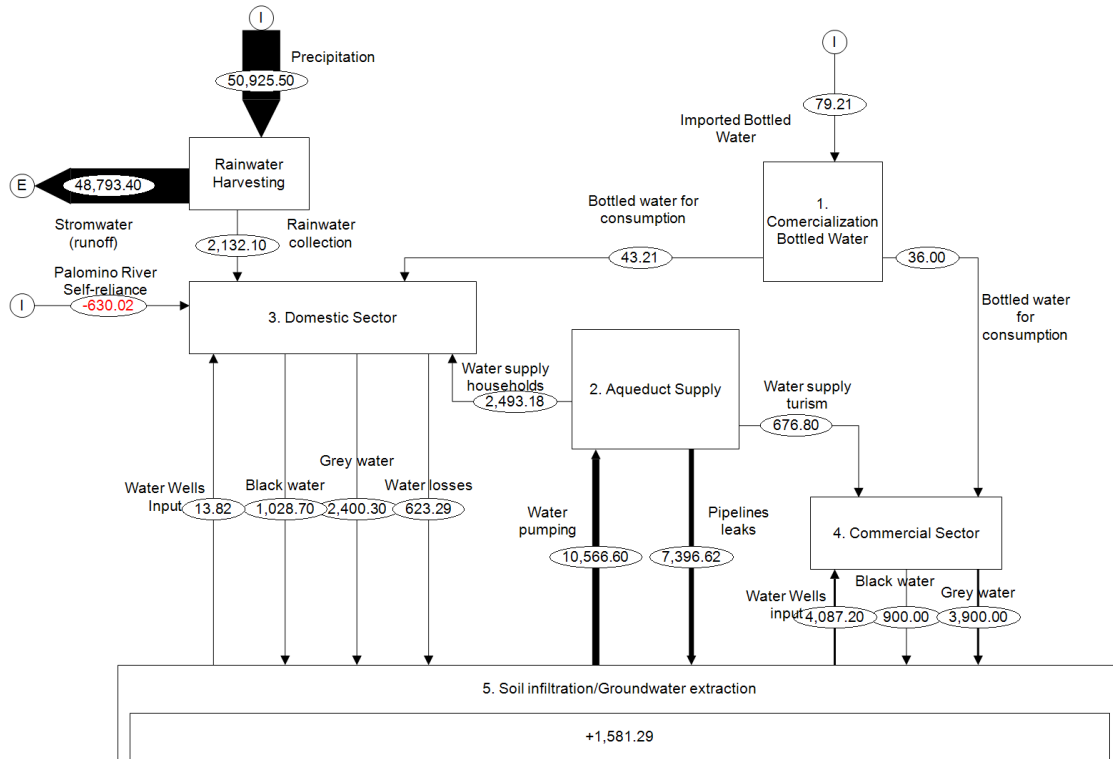 I
Precipitation
50,925.50
I
79.21
Imported Bottled
Water
Rainwater
Harvesting
E
48,793.40
Stromwater
(runoff)
Rainwater
collection
2,132.10
1.
Comercialization
Bottled Water
Bottled water for
consumption
43.21
36.00
Bottled water
for
consumption
Palomino River
Self-reliance
I
-630.02
3. Domestic Sector
Water supply
households
2,493.18
2. Aqueduct Supply
Water supply
turism
676.80
Water Wells
Input
13.82
Black water
1,028.70
Grey water
2,400.30
Water losses
623.29
Water
pumping
10,566.60
Pipelines
leaks
7,396.62
4. Commercial Sector
Water Wells
input
4,087.20
Black water
900.00
Grey water
3,900.00
5. Soil infiltration/Groundwater extraction
+1,581.29